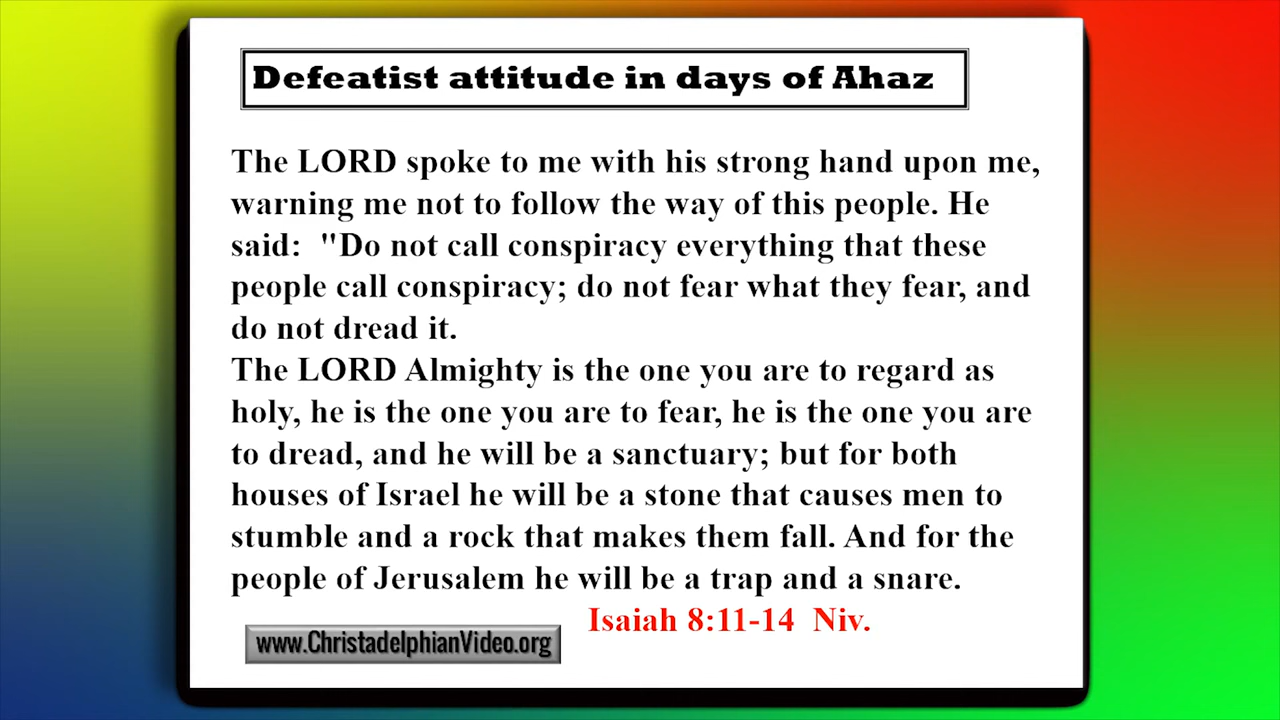 Defeatist attitude in days of Ahaz
The LORD spoke to me with his strong hand upon me,
warning me not to follow the way of this people. He
said:  "Do not call conspiracy everything that these
people call conspiracy; do not fear what they fear, and
do not dread it.
The LORD Almighty is the one you are to regard as
holy, he is the one you are to fear, he is the one you are
to dread, and he will be a sanctuary; but for both
houses of Israel he will be a stone that causes men to
stumble and a rock that makes them fall. And for the
people of Jerusalem he will be a trap and a snare.
Isaiah 8:11-14  Niv.
www.ChristadelphianVideo.org